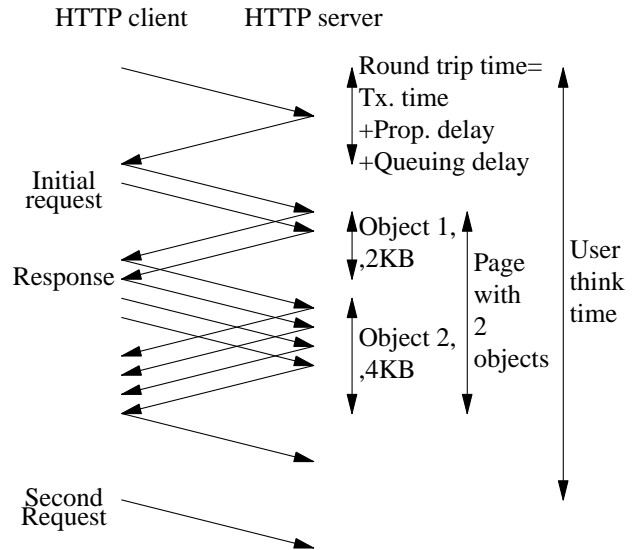 HTTP client
HTTP server
Round trip time=
Tx. time
+Prop. delay
+Queuing delay
Initial
request
Object 1,
,2KB
Response
Page
with
2
objects
User
think
time
Object 2,
,4KB
Second
Request